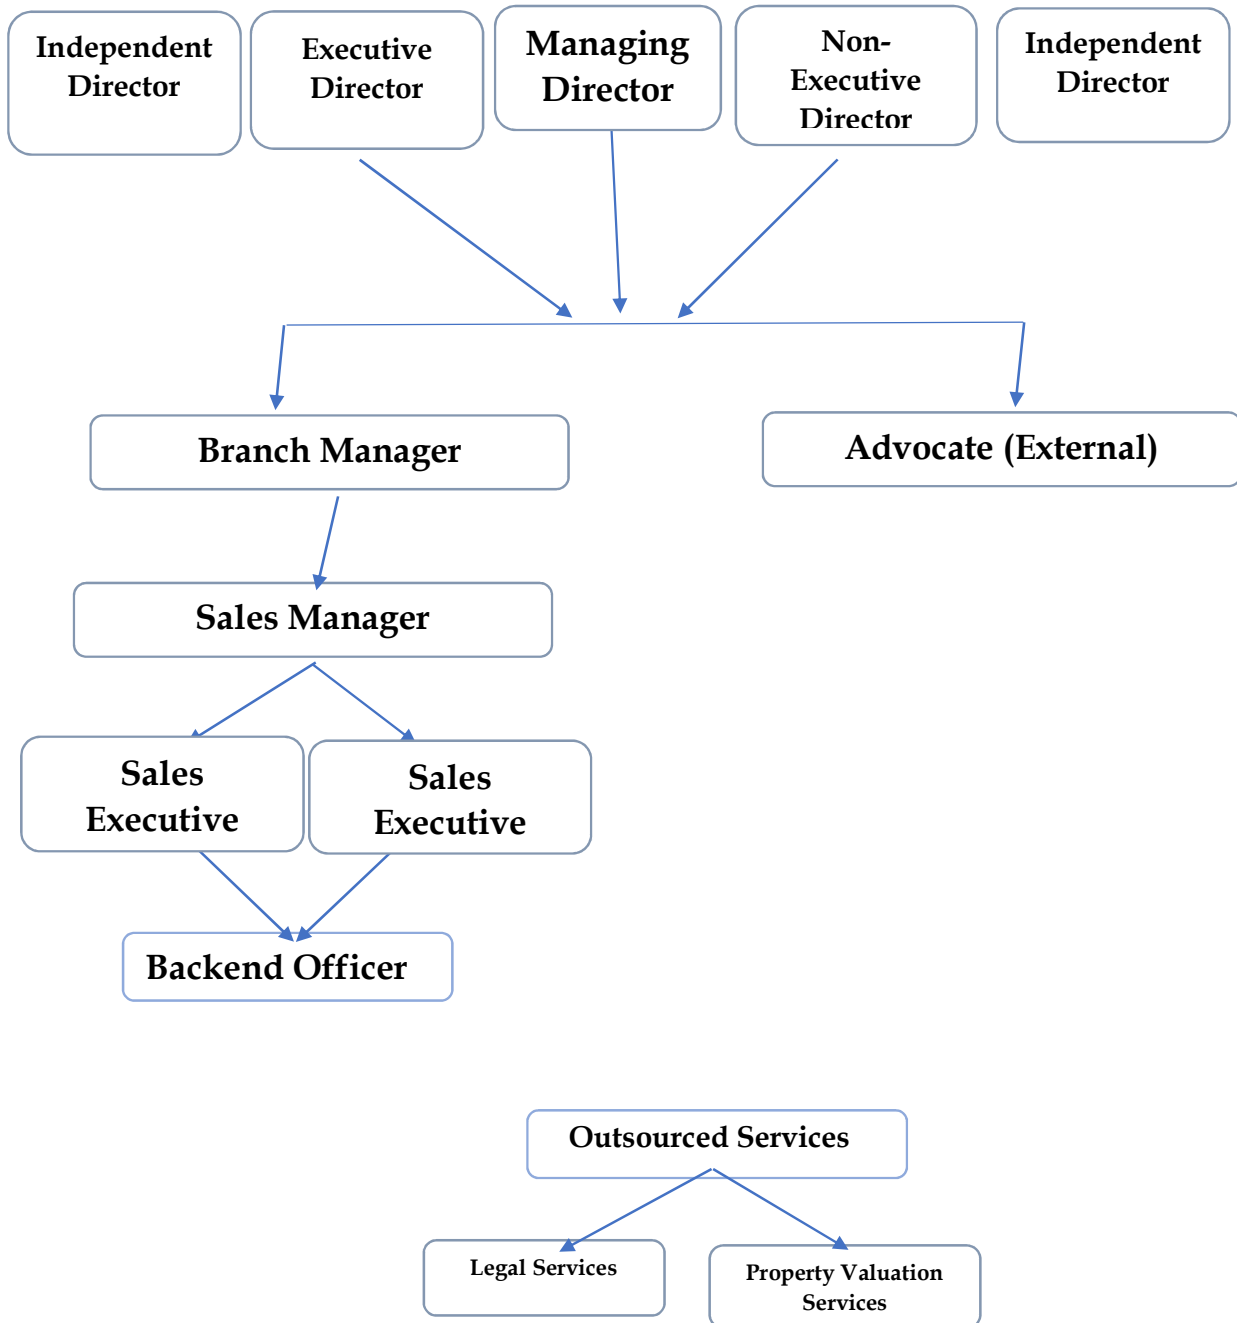 Independent
Director
Executive
Director
Managing
Director
Non-
Executive
Director
Independent
Director
Branch Manager
Advocate (External)
Sales Manager
Sales
Executive
Sales
Executive
Backend Officer
Outsourced Services
Legal Services
Property Valuation
Services